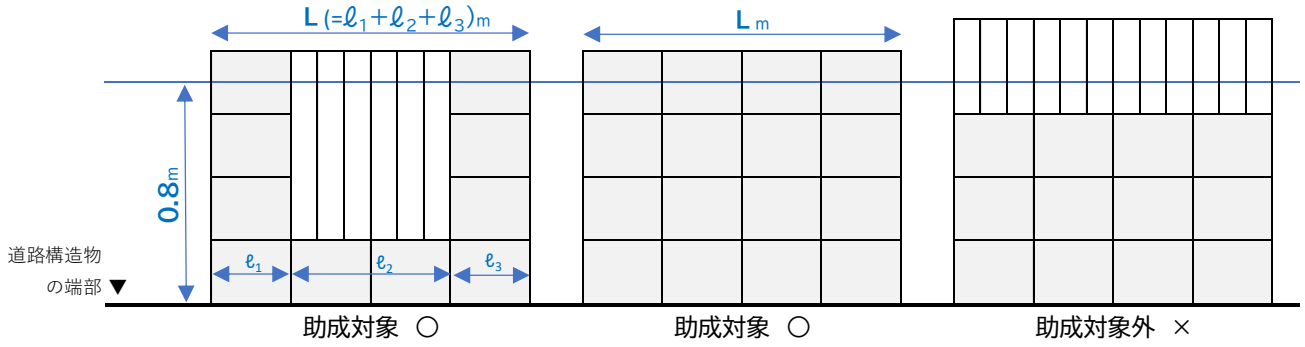 L (=ℓ₁+ℓ₂+ℓ₃)m
L m
0.8m
道路構造物
の端部 ▼
ℓ₁
ℓ₂
ℓ₃
助成対象 ○
助成対象 ○
助成対象外 ×